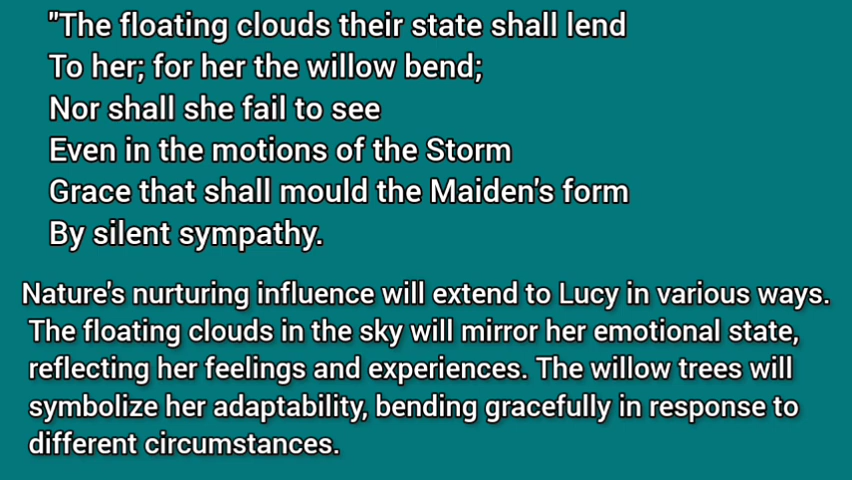 "The floating clouds their state shall lend
To her; for her the willow bend;
Nor shall she fail to see
Even in the motions of the Storm
Grace that shall mould the Maiden's form
By silent sympathy.
Nature's nurturing influence will extend to Lucy in various ways.
The floating clouds in the sky will mirror her emotional state,
reflecting her feelings and experiences. The willow trees will
symbolize her adaptability, bending gracefully in response to
different circumstances.